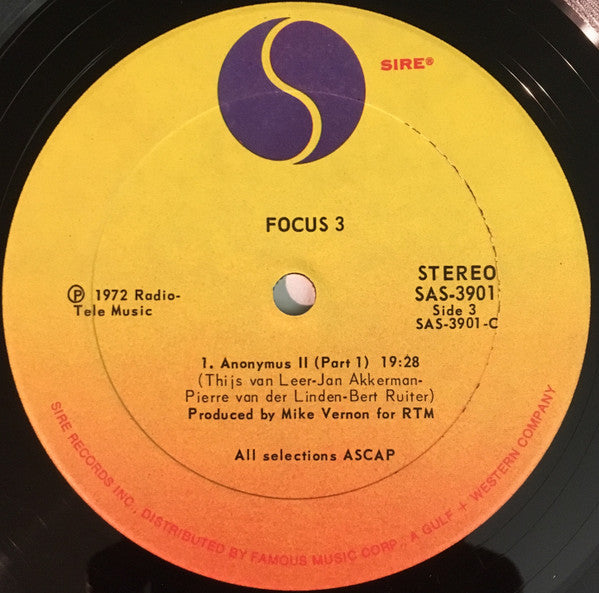 SIRE®
FOCUS 3
℗ 1972 Radio-
Tele Music
STEREO
SAS-3901
Side 3
SAS-3901-C
1. Anonymus II (Part 1) 19:28
(Thijs van Leer-Jan Akkerman-
Pierre van der Linden-Bert Ruiter)
Produced by Mike Vernon for RTM
All selections ASCAP
SIRE RECORDS INC., DISTRIBUTED BY FAMOUS MUSIC CORP., A GULF + WESTERN COMPANY